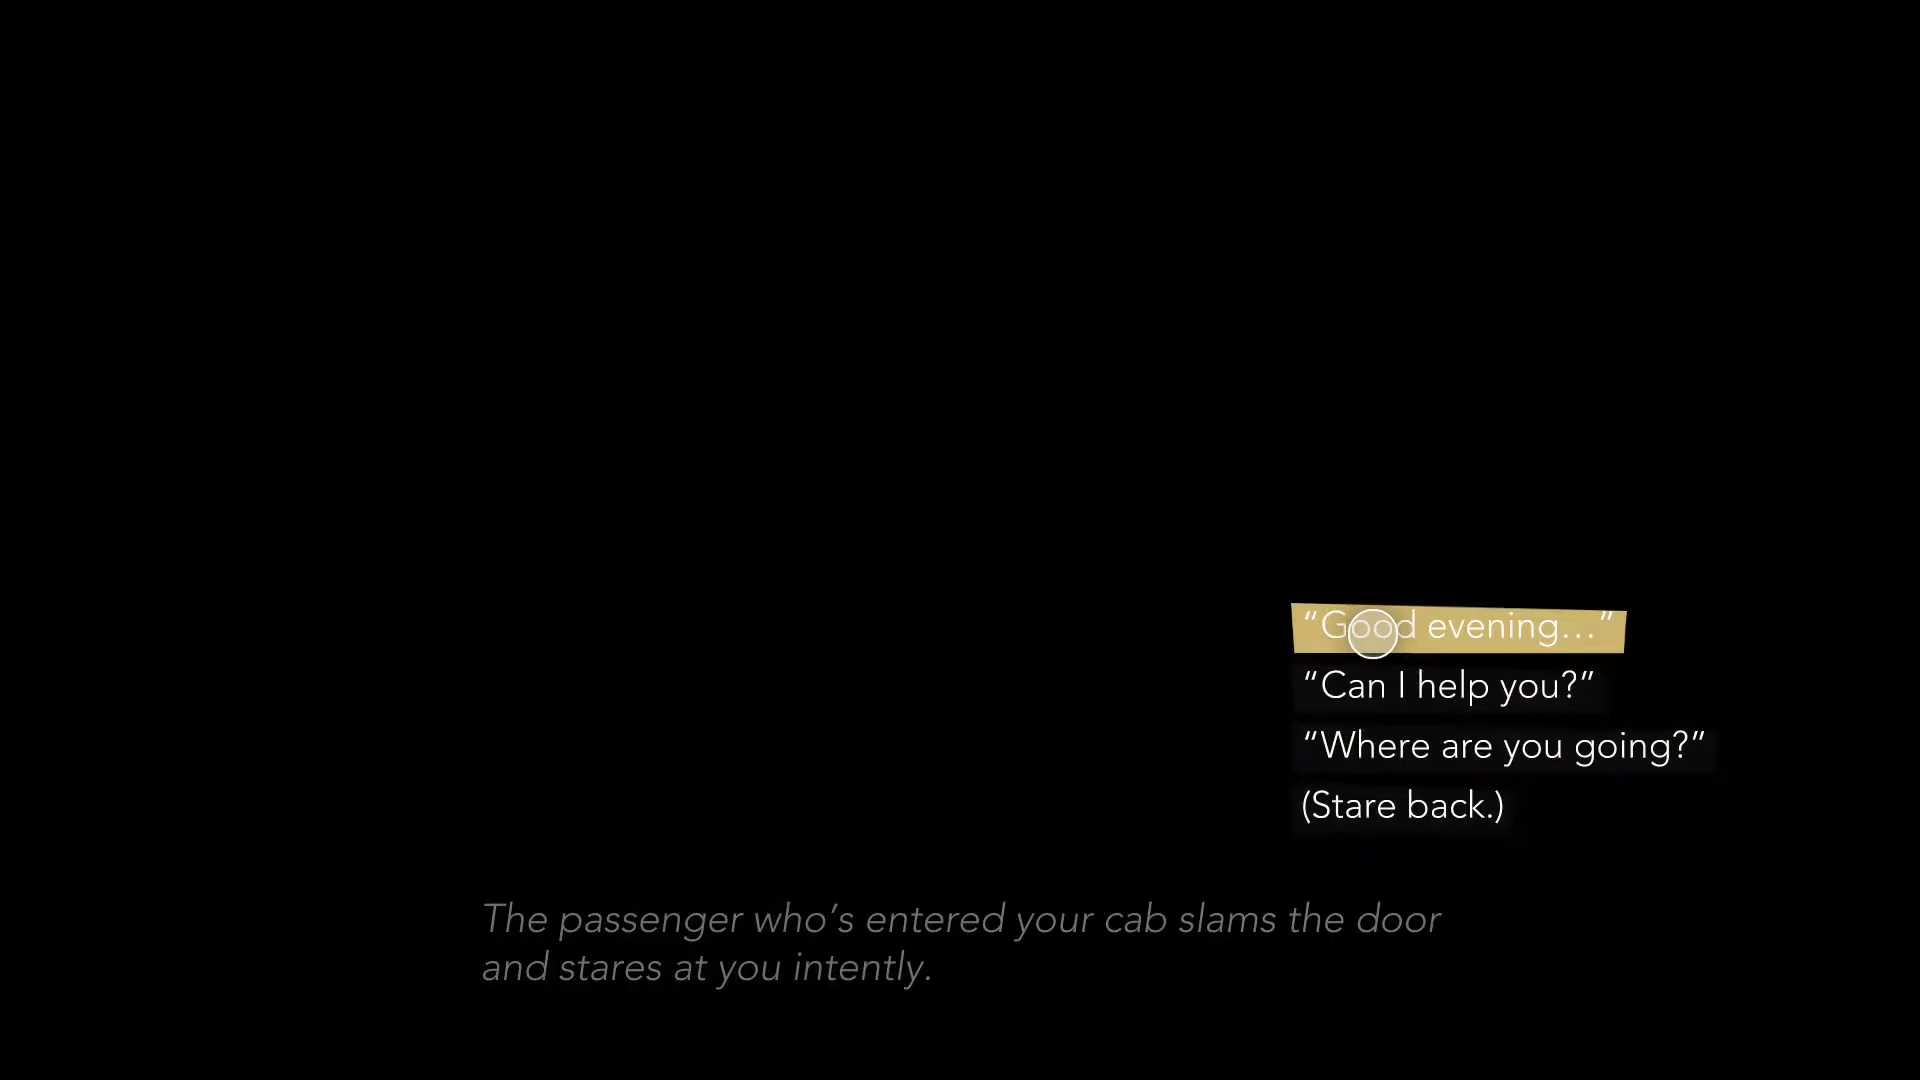 “Good evening…”
“Can I help you?”
“Where are you going?”
(Stare back.)
The passenger who’s entered your cab slams the door
and stares at you intently.